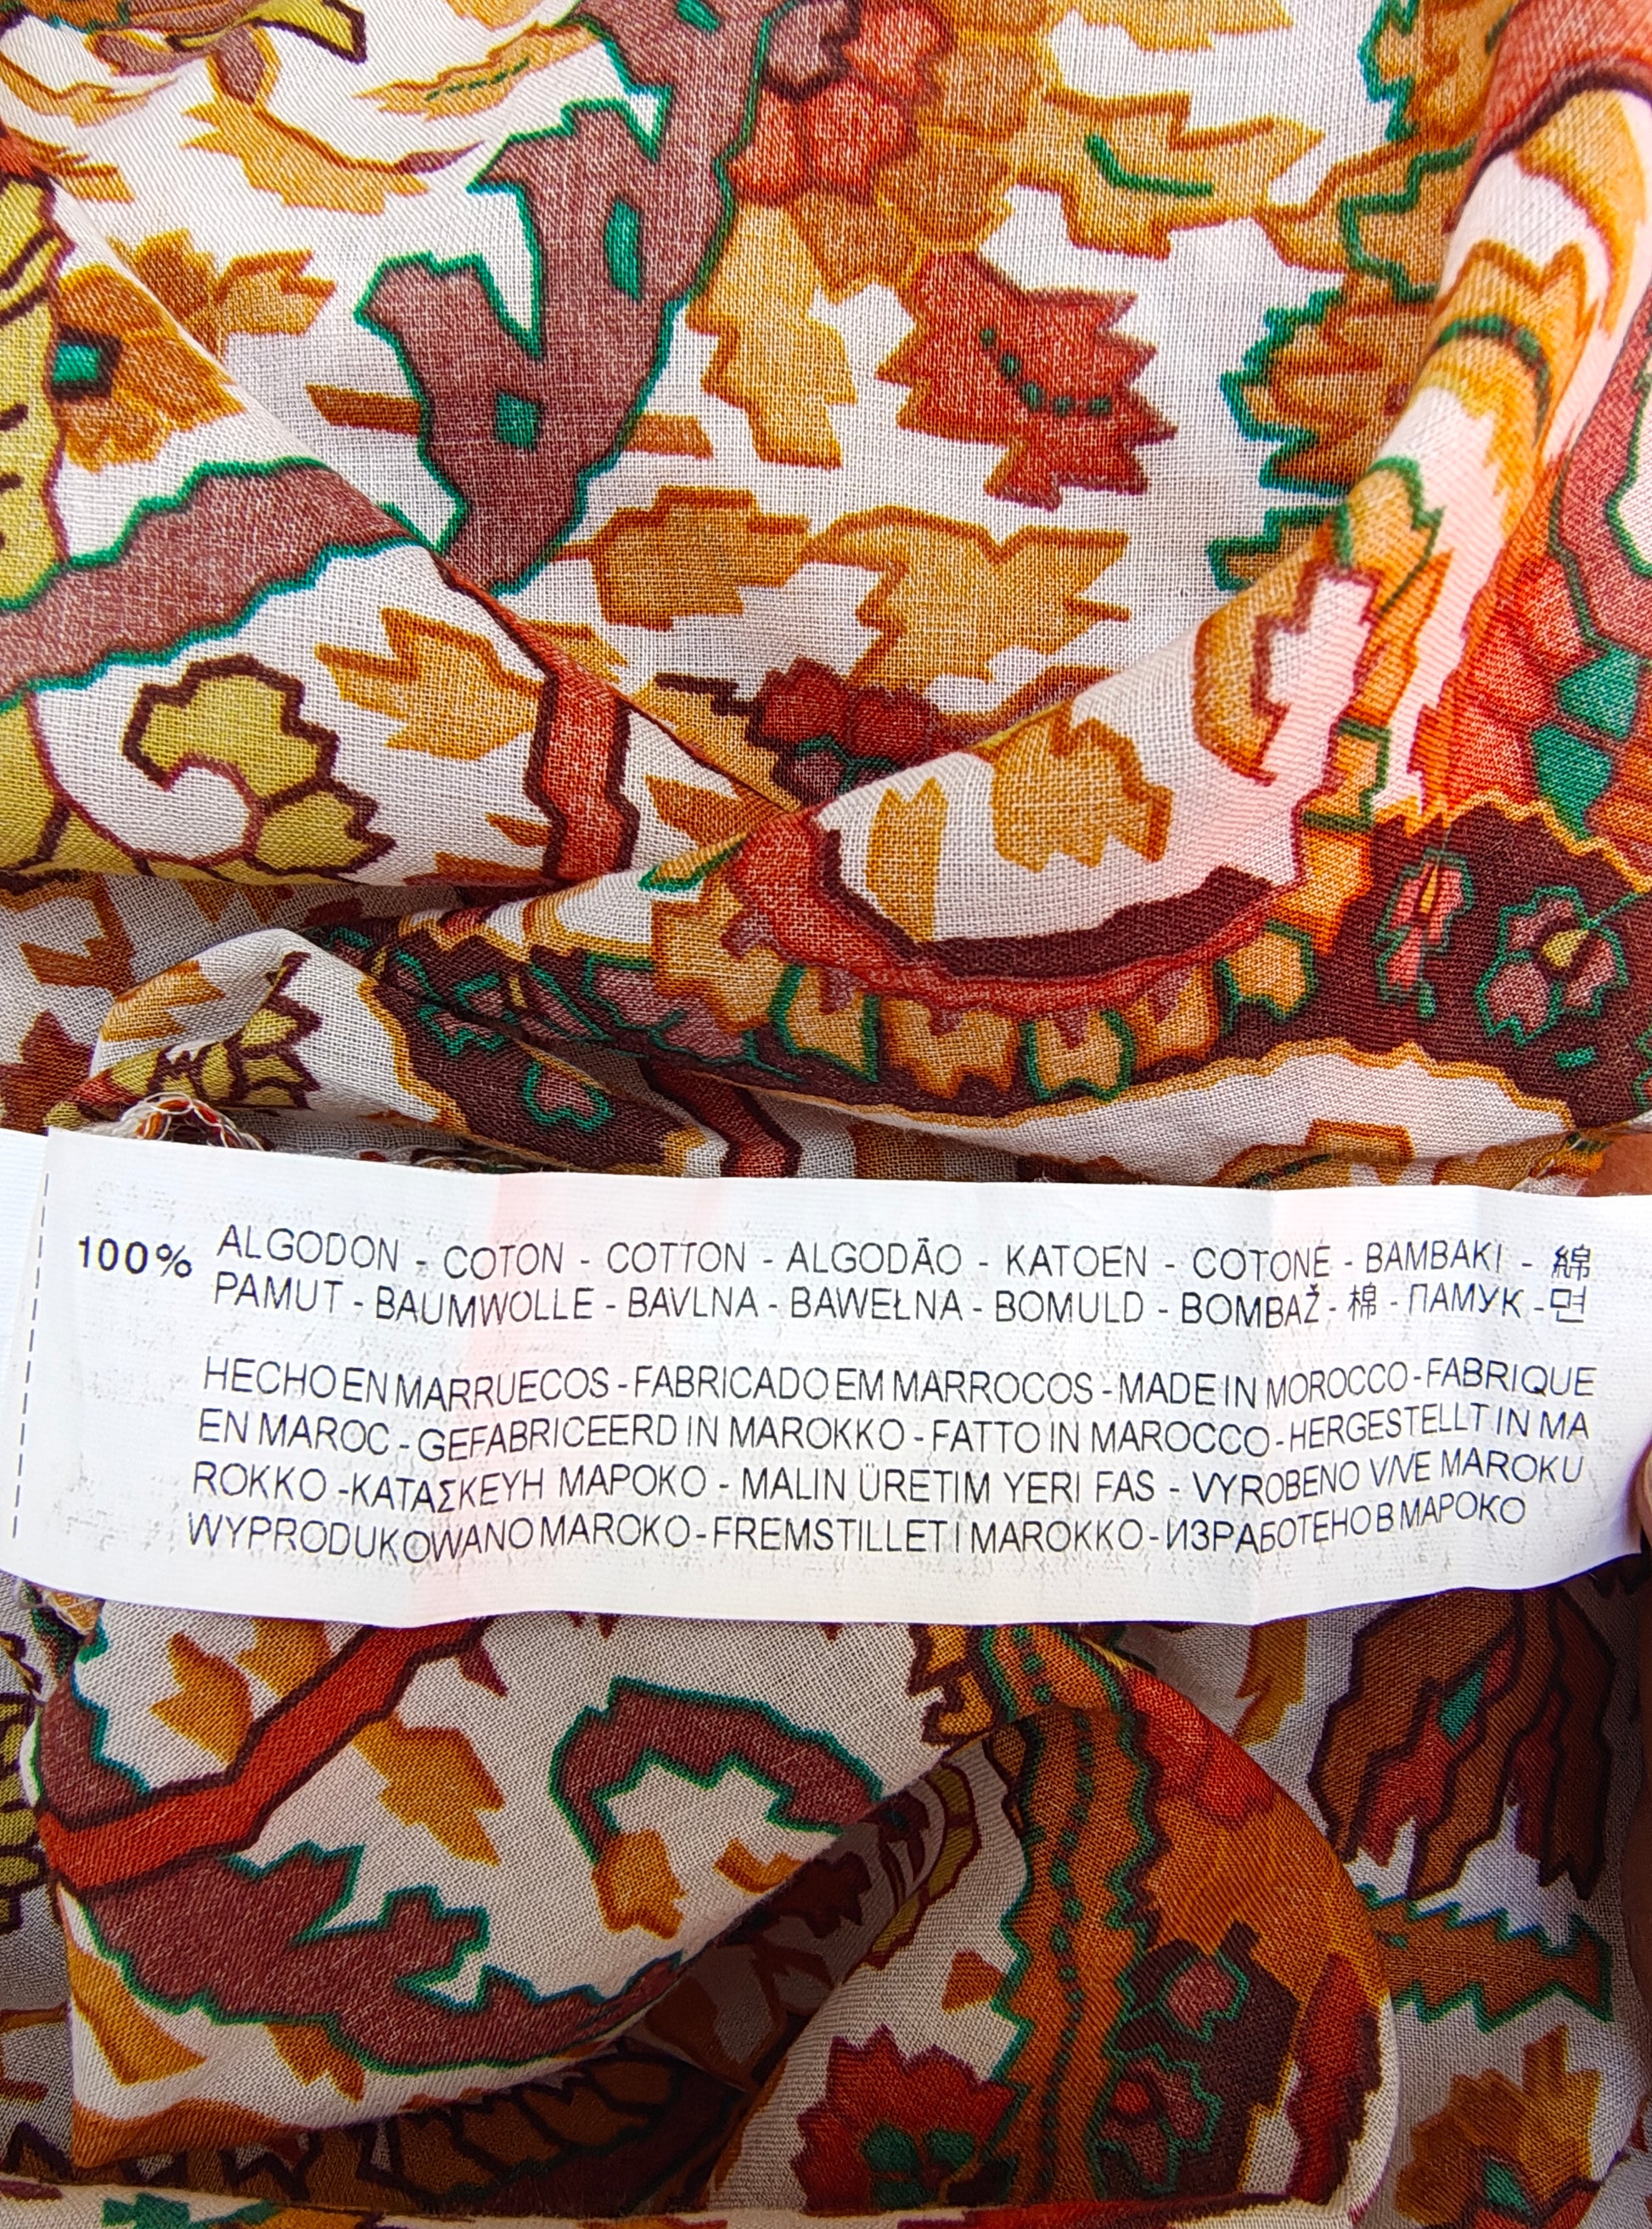 100% ALGODON - COTON - COTTON - ALGODÃO - KATOEN - COTONE - BAMBAKI - 綿
PAMUT - BAUMWOLLE - BAVLNA - BAWEŁNA - BOMULD - BOMBAŽ - 棉 - ПАМУК - 면
HECHO EN MARRUECOS - FABRICADO EM MARROCOS - MADE IN MOROCCO - FABRIQUE
EN MAROC - GEFABRICEERD IN MAROKKO - FATTO IN MAROCCO - HERGESTELLT IN MA
ROKKO - ΚΑΤΑΣΚΕΥΗ ΜΑΡΟΚΟ - MALIN ÜRETIM YERI FAS - VYROBENO V/VE MAROKU
WYPRODUKOWANO MAROKO - FREMSTILLET I MAROKKO - ИЗРАБОТЕНО В МАРОКО